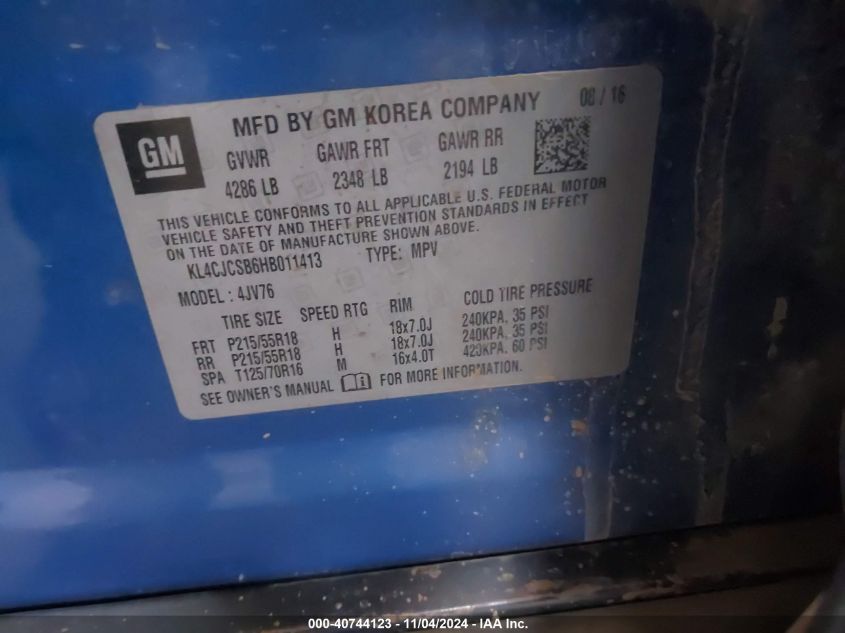 MFD BY GM KOREA COMPANY 08 / 16
GM
GVWR GAWR FRT GAWR RR
4286 LB 2348 LB 2194 LB
THIS VEHICLE CONFORMS TO ALL APPLICABLE U.S. FEDERAL MOTOR
VEHICLE SAFETY AND THEFT PREVENTION STANDARDS IN EFFECT
ON THE DATE OF MANUFACTURE SHOWN ABOVE.
KL4CJCSB6HB011413 TYPE: MPV
MODEL : 4JV76
TIRE SIZE SPEED RTG RIM COLD TIRE PRESSURE
FRT P215/55R18 H 18x7.0J 240KPA, 35 PSI
RR P215/55R18 H 18x7.0J 240KPA, 35 PSI
SPA T125/70R16 M 16x4.0T 420KPA, 60 PSI
SEE OWNER'S MANUAL FOR MORE INFORMATION.
000-40744123 - 11/04/2024 - IAA Inc.